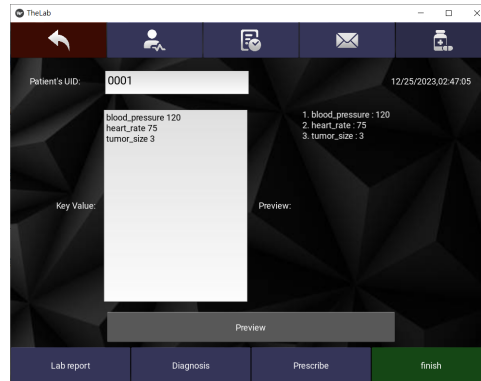 TheLab
Patient's UID: 0001 12/25/2023,02:47:05
Key Value:
blood_pressure 120
heart_rate 75
tumor_size 3
Preview:
1. blood_pressure : 120
2. heart_rate : 75
3. tumor_size : 3
Preview
Lab report Diagnosis Prescribe finish